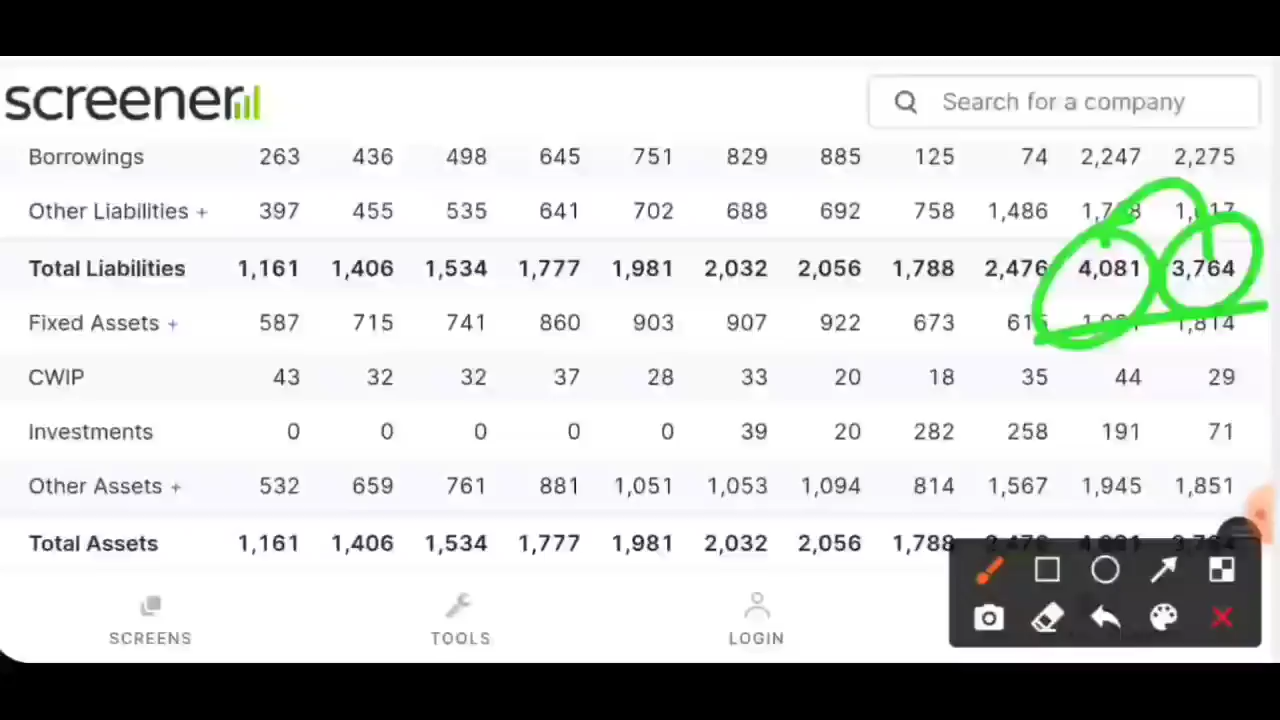 screener
Search for a company
Borrowings 263 436 498 645 751 829 885 125 74 2,247 2,275
Other Liabilities + 397 455 535 641 702 688 692 758 1,486
Total Liabilities 1,161 1,406 1,534 1,777 1,981 2,032 2,056 1,788 2,476 4,081 3,764
Fixed Assets + 587 715 741 860 903 907 922 673 615 1,814
CWIP 43 32 32 37 28 33 20 18 35 44 29
Investments 0 0 0 0 0 39 20 282 258 191 71
Other Assets + 532 659 761 881 1,051 1,053 1,094 814 1,567 1,945 1,851
Total Assets 1,161 1,406 1,534 1,777 1,981 2,032 2,056 1,788
SCREENS TOOLS LOGIN